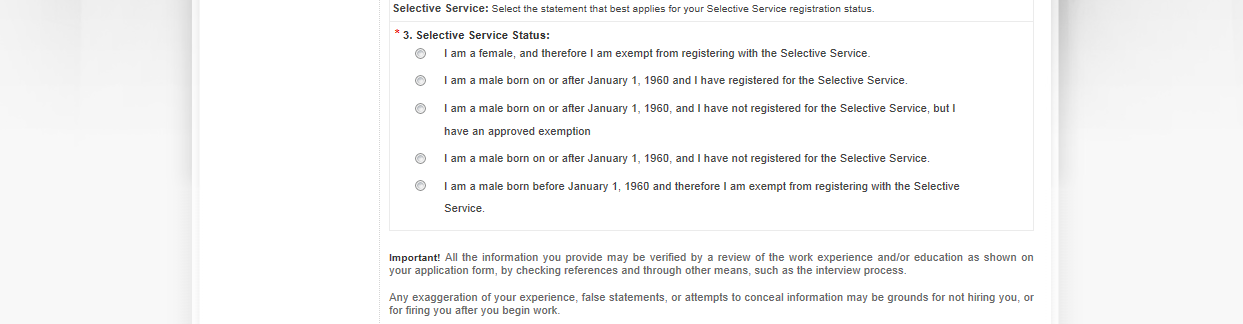 Selective Service: Select the statement that best applies for your Selective Service registration status.
* 3. Selective Service Status:
I am a female, and therefore I am exempt from registering with the Selective Service.
I am a male born on or after January 1, 1960 and I have registered for the Selective Service.
I am a male born on or after January 1, 1960, and I have not registered for the Selective Service, but I
have an approved exemption
I am a male born on or after January 1, 1960, and I have not registered for the Selective Service.
I am a male born before January 1, 1960 and therefore I am exempt from registering with the Selective
Service.
Important! All the information you provide may be verified by a review of the work experience and/or education as shown on
your application form, by checking references and through other means, such as the interview process.
Any exaggeration of your experience, false statements, or attempts to conceal information may be grounds for not hiring you, or
for firing you after you begin work.